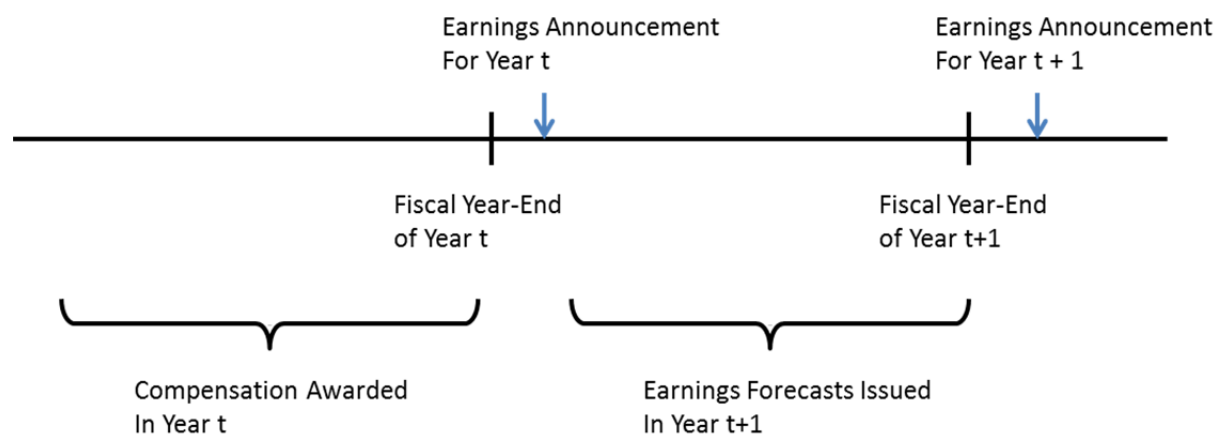 Earnings Announcement
For Year t
Earnings Announcement
For Year t + 1
Fiscal Year-End
of Year t
Fiscal Year-End
of Year t+1
Compensation Awarded
In Year t
Earnings Forecasts Issued
In Year t+1